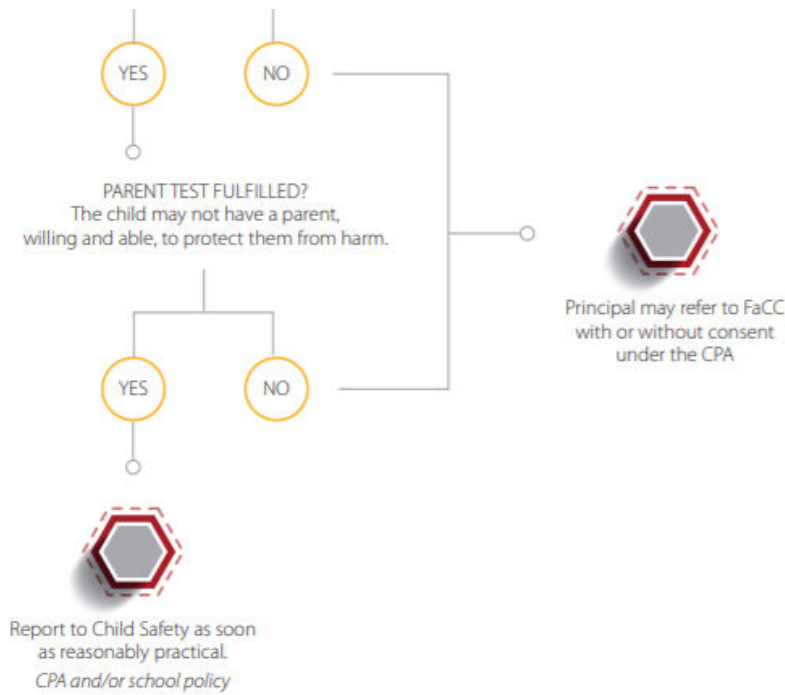 YES
NO
PARENT TEST FULFILLED?
The child may not have a parent,
willing and able, to protect them from harm.
Principal may refer to FaCC
with or without consent
under the CPA
YES
NO
Report to Child Safety as soon
as reasonably practical.
CPA and/or school policy